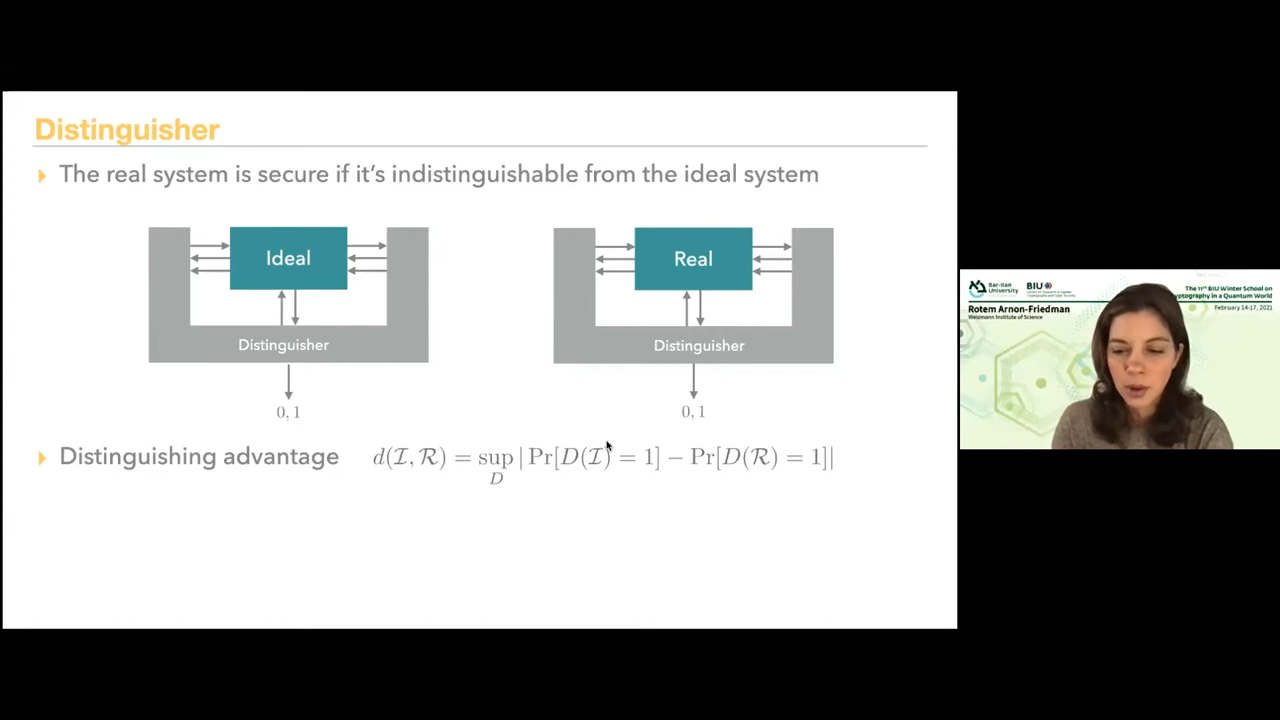 Distinguisher
The real system is secure if it's indistinguishable from the ideal system
Ideal
Real
Distinguisher
Distinguisher
0, 1
0, 1
Distinguishing advantage d(ℐ, ℛ) = sup_D | Pr[D(ℐ) = 1] − Pr[D(ℛ) = 1]|
Bar-Ilan
University
BIU
The 11th BIU Winter School on
yptography in a Quantum World
February 14-17, 2021
Rotem Arnon-Friedman
Weizmann Institute of Science